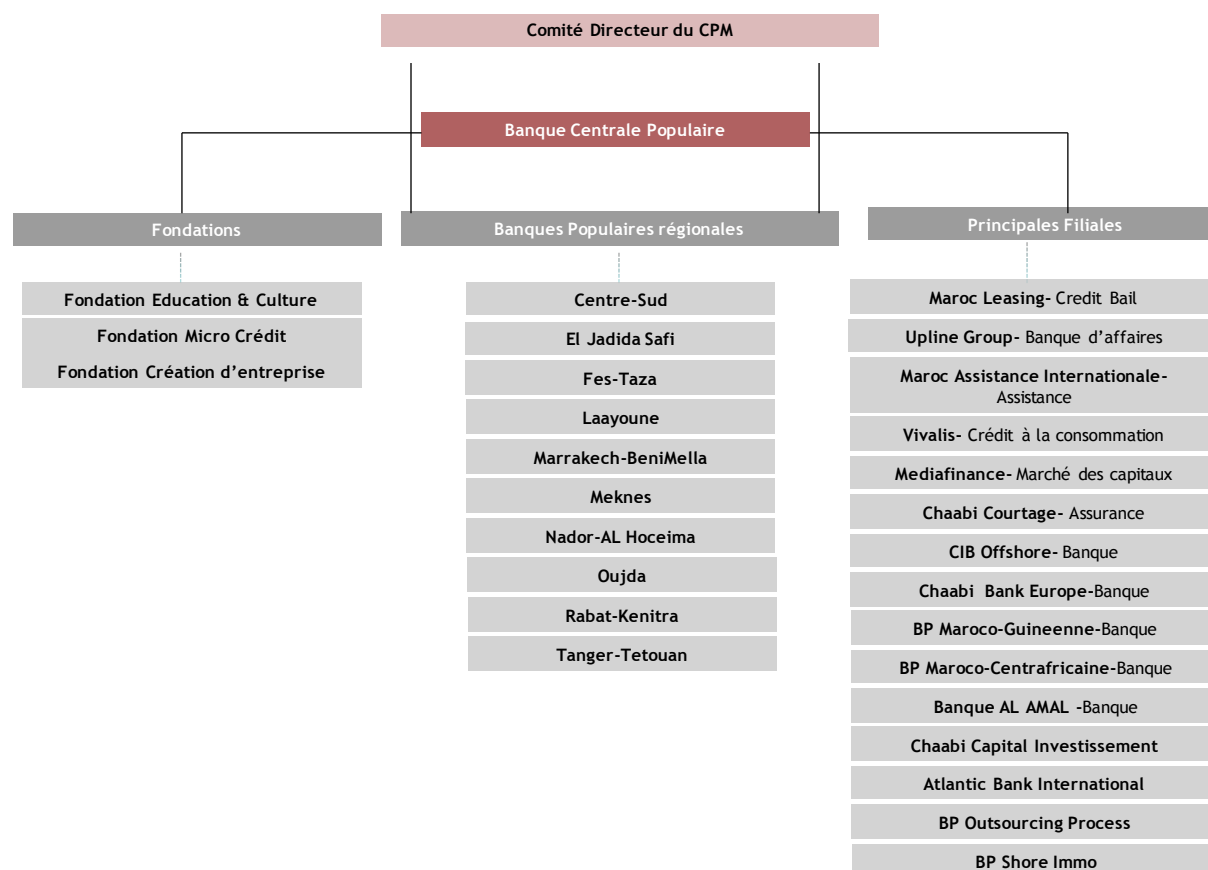 Comité Directeur du CPM
Banque Centrale Populaire
Fondations
Fondation Education & Culture
Fondation Micro Crédit
Fondation Création d’entreprise
Banques Populaires régionales
Centre-Sud
El Jadida Safi
Fes-Taza
Laayoune
Marrakech-BeniMella
Meknes
Nador-AL Hoceima
Oujda
Rabat-Kenitra
Tanger-Tetouan
Principales Filiales
Maroc Leasing- Credit Bail
Upline Group- Banque d’affaires
Maroc Assistance Internationale-
Assistance
Vivalis- Crédit à la consommation
Mediafinance- Marché des capitaux
Chaabi Courtage- Assurance
CIB Offshore- Banque
Chaabi Bank Europe-Banque
BP Maroco-Guineenne-Banque
BP Maroco-Centrafricaine-Banque
Banque AL AMAL -Banque
Chaabi Capital Investissement
Atlantic Bank International
BP Outsourcing Process
BP Shore Immo